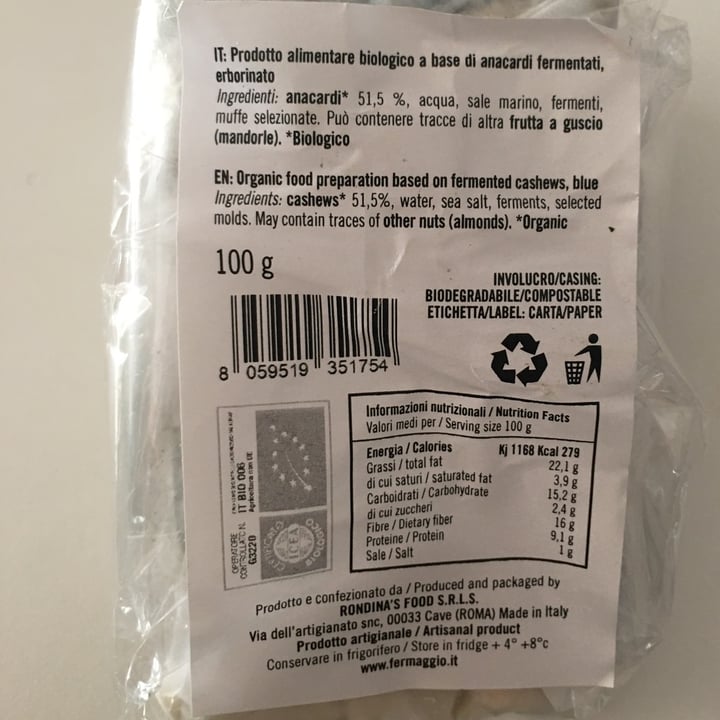 IT: Prodotto alimentare biologico a base di anacardi fermentati,
erborinato
Ingredienti: anacardi* 51,5 %, acqua, sale marino, fermenti,
muffe selezionate. Può contenere tracce di altra frutta a guscio
(mandorle). *Biologico
EN: Organic food preparation based on fermented cashews, blue
Ingredients: cashews* 51,5%, water, sea salt, ferments, selected
molds. May contain traces of other nuts (almonds). *Organic
100 g
INVOLUCRO/CASING:
BIODEGRADABILE/COMPOSTABLE
ETICHETTA/LABEL: CARTA/PAPER
8 059519 351754
OPERATORE
CONTROLLATO N.
G3220
IT BIO 006
Agricoltura non UE
ICEA
Informazioni nutrizionali / Nutrition Facts
Valori medi per / Serving size 100 g
Energia / Calories Kj 1168 Kcal 279
Grassi / total fat 22,1 g
di cui saturi / saturated fat 3,9 g
Carboidrati / Carbohydrate 15,2 g
di cui zuccheri 2,4 g
Fibre / Dietary fiber 16 g
Proteine / Protein 9,1 g
Sale / Salt 1 g
Prodotto e confezionato da / Produced and packaged by
RONDINA'S FOOD S.R.L.S.
Via dell'artigianato snc, 00033 Cave (ROMA) Made in Italy
Prodotto artigianale / Artisanal product
Conservare in frigorifero / Store in fridge + 4° +8°c
www.fermaggio.it